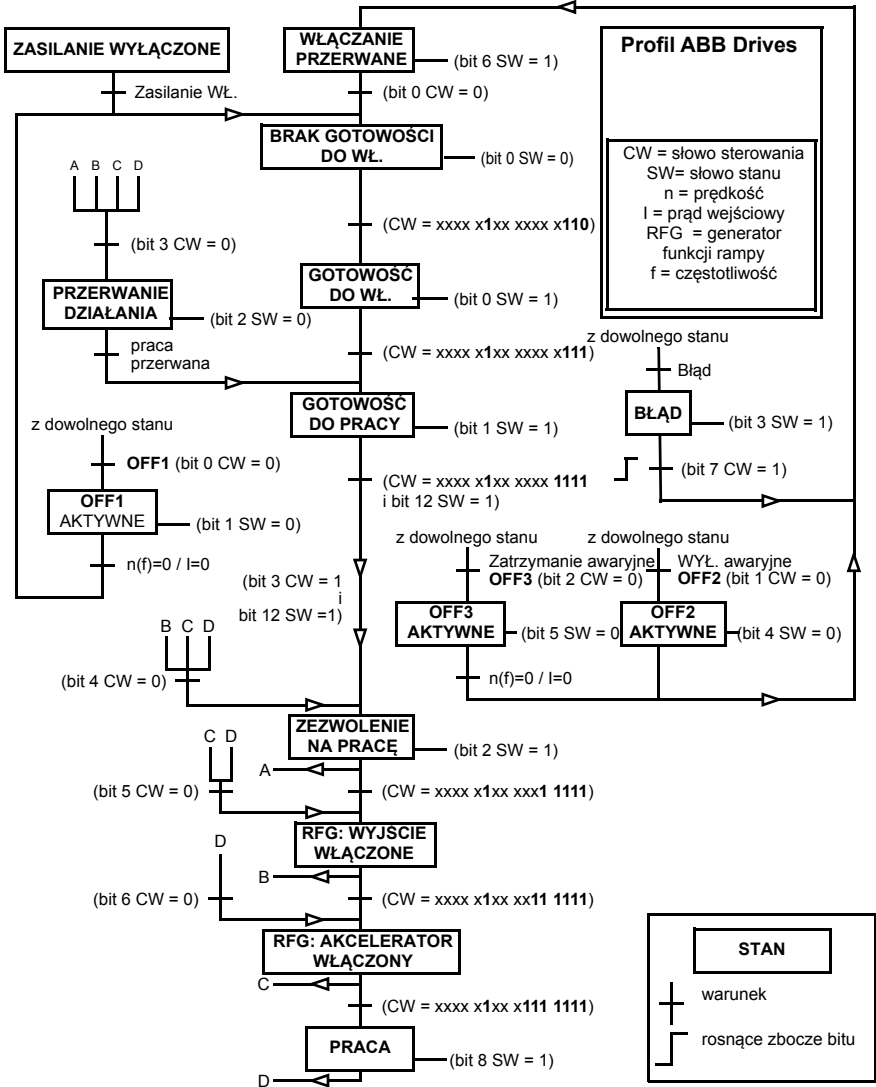 ZASILANIE WYŁĄCZONE
Zasilanie WŁ.
WŁĄCZANIE
PRZERWANE
(bit 6 SW = 1)
(bit 0 CW = 0)
Profil ABB Drives
CW = słowo sterowania
SW= słowo stanu
n = prędkość
I = prąd wejściowy
RFG = generator
funkcji rampy
f = częstotliwość
BRAK GOTOWOŚCI
DO WŁ.
(bit 0 SW = 0)
A B C D
(bit 3 CW = 0)
(CW = xxxx x1xx xxxx x110)
PRZERWANIE
DZIAŁANIA
(bit 2 SW = 0)
praca
przerwana
GOTOWOŚĆ
DO WŁ.
(bit 0 SW = 1)
(CW = xxxx x1xx xxxx x111)
z dowolnego stanu
Błąd
BŁĄD
(bit 3 SW = 1)
(bit 7 CW = 1)
GOTOWOŚĆ
DO PRACY
(bit 1 SW = 1)
(CW = xxxx x1xx xxxx 1111
i bit 12 SW = 1)
z dowolnego stanu
OFF1 (bit 0 CW = 0)
OFF1
AKTYWNE
(bit 1 SW = 0)
n(f)=0 / I=0
(bit 3 CW = 1
i
bit 12 SW =1)
z dowolnego stanu
Zatrzymanie awaryjne
OFF3 (bit 2 CW = 0)
OFF3
AKTYWNE
(bit 5 SW = 0
n(f)=0 / I=0
z dowolnego stanu
WYŁ. awaryjne
OFF2 (bit 1 CW = 0)
OFF2
AKTYWNE
(bit 4 SW = 0)
B C D
(bit 4 CW = 0)
ZEZWOLENIE
NA PRACĘ
(bit 2 SW = 1)
A
(CW = xxxx x1xx xxx1 1111)
C D
(bit 5 CW = 0)
RFG: WYJŚCIE
WŁĄCZONE
B
(CW = xxxx x1xx xx11 1111)
D
(bit 6 CW = 0)
RFG: AKCELERATOR
WŁĄCZONY
C
(CW = xxxx x1xx x111 1111)
PRACA
(bit 8 SW = 1)
D
STAN
warunek
rosnące zbocze bitu